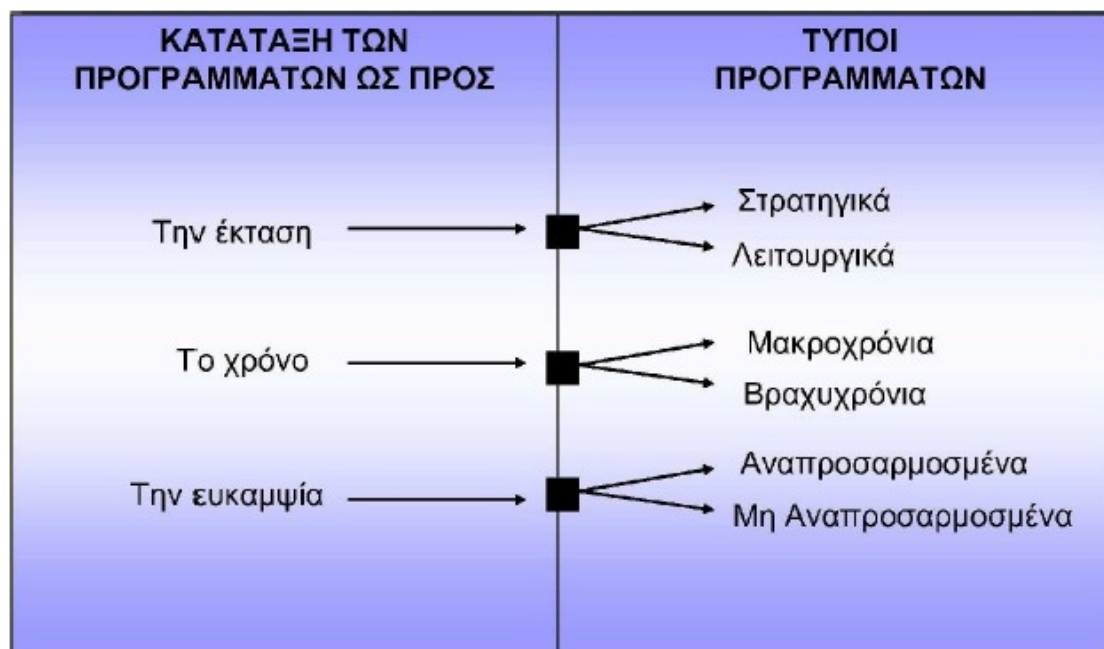 ΚΑΤΑΤΑΞΗ ΤΩΝ
ΠΡΟΓΡΑΜΜΑΤΩΝ ΩΣ ΠΡΟΣ
ΤΥΠΟΙ
ΠΡΟΓΡΑΜΜΑΤΩΝ
Την έκταση
Στρατηγικά
Λειτουργικά
Το χρόνο
Μακροχρόνια
Βραχυχρόνια
Την ευκαμψία
Αναπροσαρμοσμένα
Μη Αναπροσαρμοσμένα